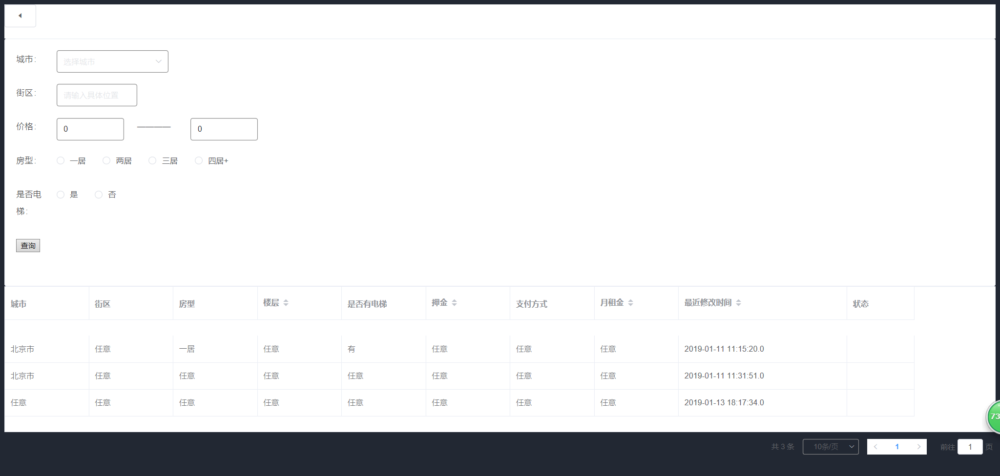 城市：
选择城市
街区：
请输入具体位置
价格：
0 ———— 0
房型：
一居 两居 三居 四居+
是否电
梯：
是 否
查询
城市 街区 房型 楼层 是否有电梯 押金 支付方式 月租金 最近修改时间 状态
北京市 任意 一居 任意 有 任意 任意 任意 2019-01-11 11:15:20.0
北京市 任意 任意 任意 任意 任意 任意 任意 2019-01-11 11:31:51.0
任意 任意 任意 任意 任意 任意 任意 任意 2019-01-13 18:17:34.0
73
共 3 条 10条/页 1 前往 1 页